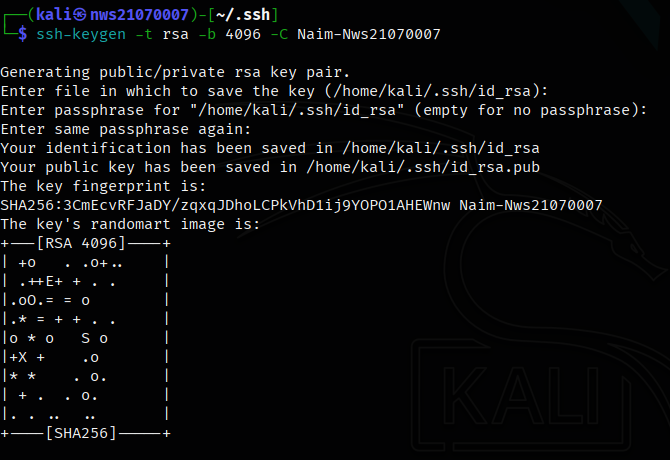 ┌──(kali㉿nws21070007)-[~/.ssh]
└─$ ssh-keygen -t rsa -b 4096 -C Naim-Nws21070007
Generating public/private rsa key pair.
Enter file in which to save the key (/home/kali/.ssh/id_rsa):
Enter passphrase for "/home/kali/.ssh/id_rsa" (empty for no passphrase):
Enter same passphrase again:
Your identification has been saved in /home/kali/.ssh/id_rsa
Your public key has been saved in /home/kali/.ssh/id_rsa.pub
The key fingerprint is:
SHA256:3CmEcvRFJaDY/zqxqJDhoLCPkVhD1ij9YOPO1AHEWnw Naim-Nws21070007
The key's randomart image is:
+---[RSA 4096]----+
| +o   . .o+..    |
| .++E+ + . .     |
|.oO.= = o        |
|.* = + + . .     |
|o * o   S o      |
|+X +    .o       |
|* *    . o.      |
| + .  . o.       |
|. . ..  ..       |
+----[SHA256]-----+
KALI